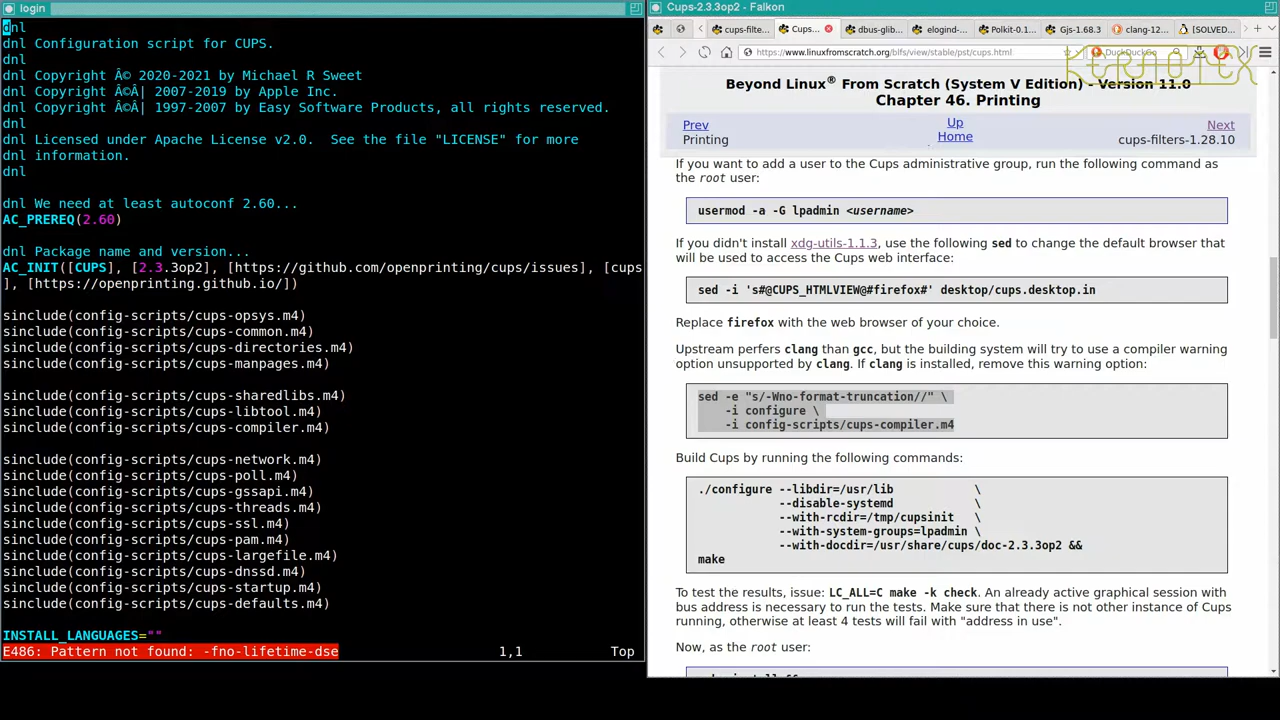 login
dnl
dnl Configuration script for CUPS.
dnl
dnl Copyright Â© 2020-2021 by Michael R Sweet
dnl Copyright Â©Â¦ 2007-2019 by Apple Inc.
dnl Copyright Â©Â¦ 1997-2007 by Easy Software Products, all rights reserved.
dnl
dnl Licensed under Apache License v2.0.  See the file "LICENSE" for more
dnl information.
dnl
dnl We need at least autoconf 2.60...
AC_PREREQ(2.60)
dnl Package name and version...
AC_INIT([CUPS], [2.3.3op2], [https://github.com/openprinting/cups/issues], [cups
], [https://openprinting.github.io/])
sinclude(config-scripts/cups-opsys.m4)
sinclude(config-scripts/cups-common.m4)
sinclude(config-scripts/cups-directories.m4)
sinclude(config-scripts/cups-manpages.m4)
sinclude(config-scripts/cups-sharedlibs.m4)
sinclude(config-scripts/cups-libtool.m4)
sinclude(config-scripts/cups-compiler.m4)
sinclude(config-scripts/cups-network.m4)
sinclude(config-scripts/cups-poll.m4)
sinclude(config-scripts/cups-gssapi.m4)
sinclude(config-scripts/cups-threads.m4)
sinclude(config-scripts/cups-ssl.m4)
sinclude(config-scripts/cups-pam.m4)
sinclude(config-scripts/cups-largefile.m4)
sinclude(config-scripts/cups-dnssd.m4)
sinclude(config-scripts/cups-startup.m4)
sinclude(config-scripts/cups-defaults.m4)
INSTALL_LANGUAGES=""
E486: Pattern not found: -fno-lifetime-dse 1,1 Top
Cups-2.3.3op2 - Falkon
cups-filte... Cups... dbus-glib... elogind-... Polkit-0.1... Gjs-1.68.3 clang-12... [SOLVED...
https://www.linuxfromscratch.org/blfs/view/stable/pst/cups.html DuckDuckGo
KERNOTEX
Beyond Linux® From Scratch (System V Edition) - Version 11.0
Chapter 46. Printing
Prev Up Next
Printing Home cups-filters-1.28.10
If you want to add a user to the Cups administrative group, run the following command as
the root user:
usermod -a -G lpadmin <username>
If you didn't install xdg-utils-1.1.3, use the following sed to change the default browser that
will be used to access the Cups web interface:
sed -i 's#@CUPS_HTMLVIEW@#firefox#' desktop/cups.desktop.in
Replace firefox with the web browser of your choice.
Upstream perfers clang than gcc, but the building system will try to use a compiler warning
option unsupported by clang. If clang is installed, remove this warning option:
sed -e "s/-Wno-format-truncation//" \
-i configure \
-i config-scripts/cups-compiler.m4
Build Cups by running the following commands:
./configure --libdir=/usr/lib \
--disable-systemd \
--with-rcdir=/tmp/cupsinit \
--with-system-groups=lpadmin \
--with-docdir=/usr/share/cups/doc-2.3.3op2 &&
make
To test the results, issue: LC_ALL=C make -k check. An already active graphical session with
bus address is necessary to run the tests. Make sure that there is not other instance of Cups
running, otherwise at least 4 tests will fail with "address in use".
Now, as the root user: